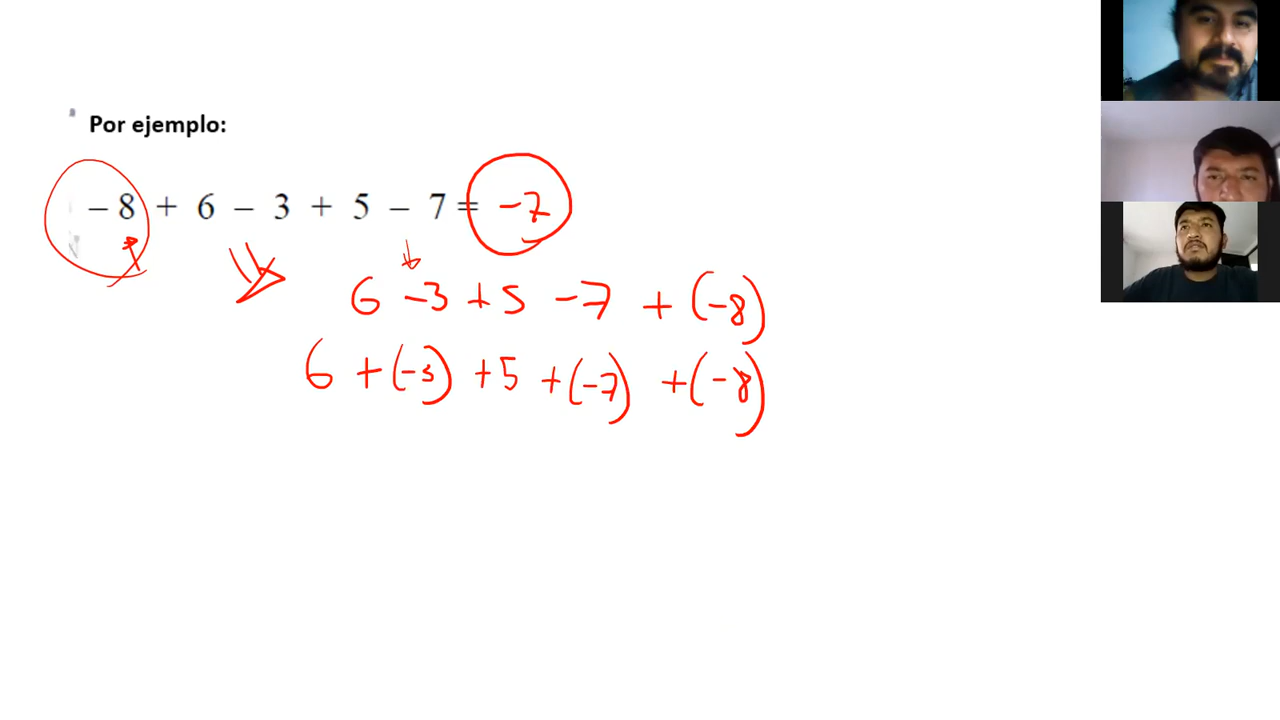 Por ejemplo:
– 8 + 6 – 3 + 5 – 7 = -7
6 -3 +5 -7 + (-8)
6 +(-3) +5 +(-7) +(-8)